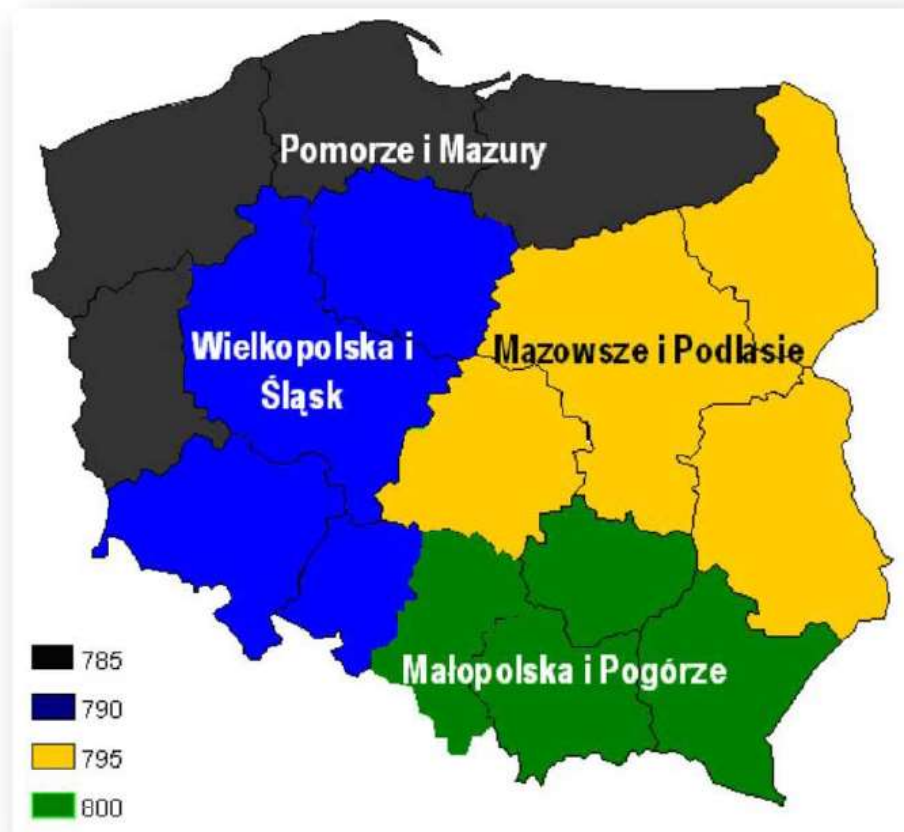 Pomorze i Mazury
Wielkopolska i
Śląsk
Mazowsze i Podlasie
Małopolska i Pogórze
785
790
795
800